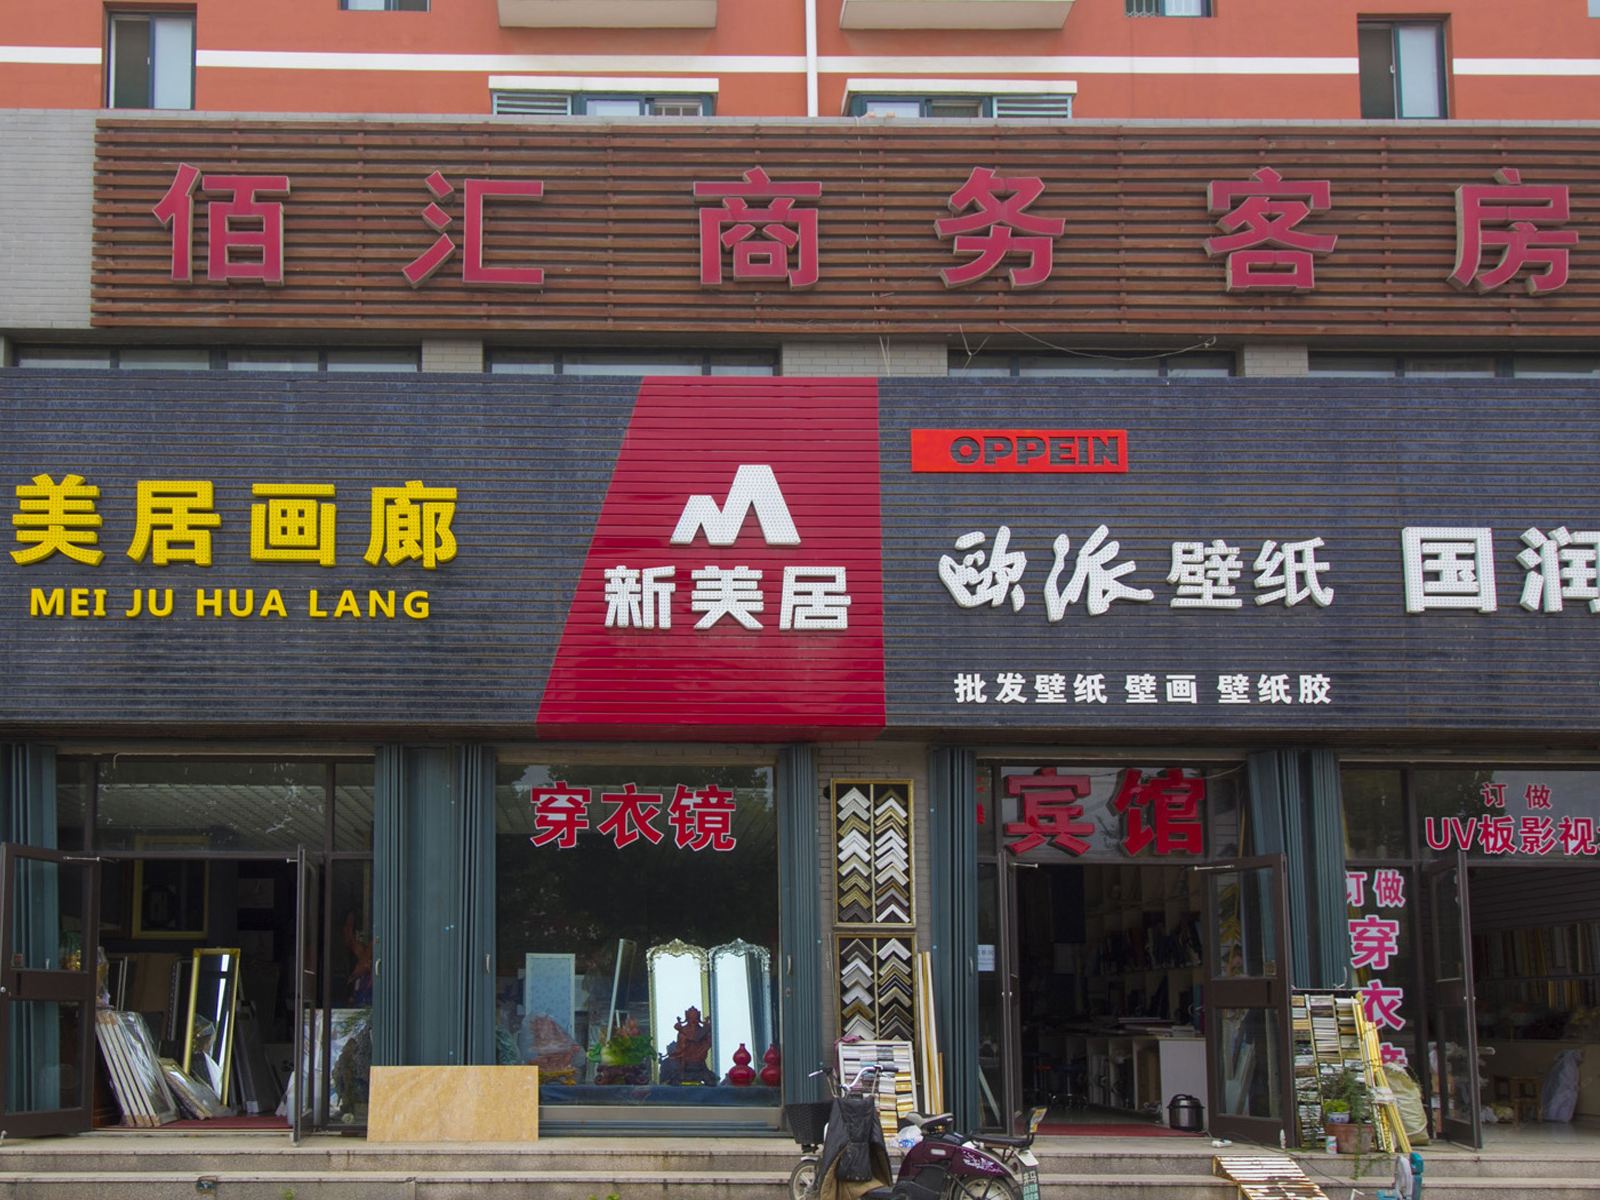 佰汇商务客房
美居画廊
MEI JU HUA LANG
新美居
OPPEIN
欧派壁纸
国润
批发壁纸 壁画 壁纸胶
穿衣镜
宾馆
订做
UV板影视
订做
穿衣镜